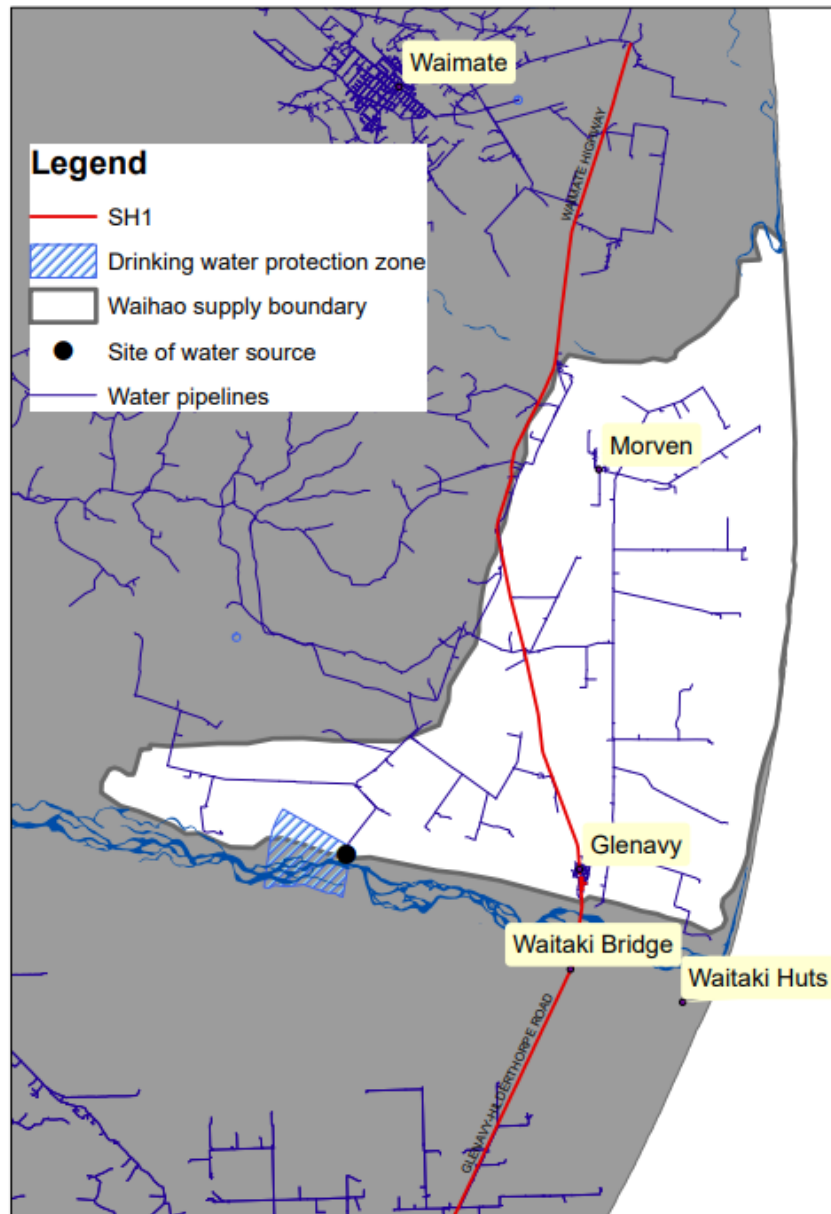 Waimate
WAIMATE HIGHWAY
Legend
SH1
Drinking water protection zone
Waihao supply boundary
Site of water source
Water pipelines
Morven
Glenavy
Waitaki Bridge
Waitaki Huts
GLENAVY-HILDERTHORPE ROAD